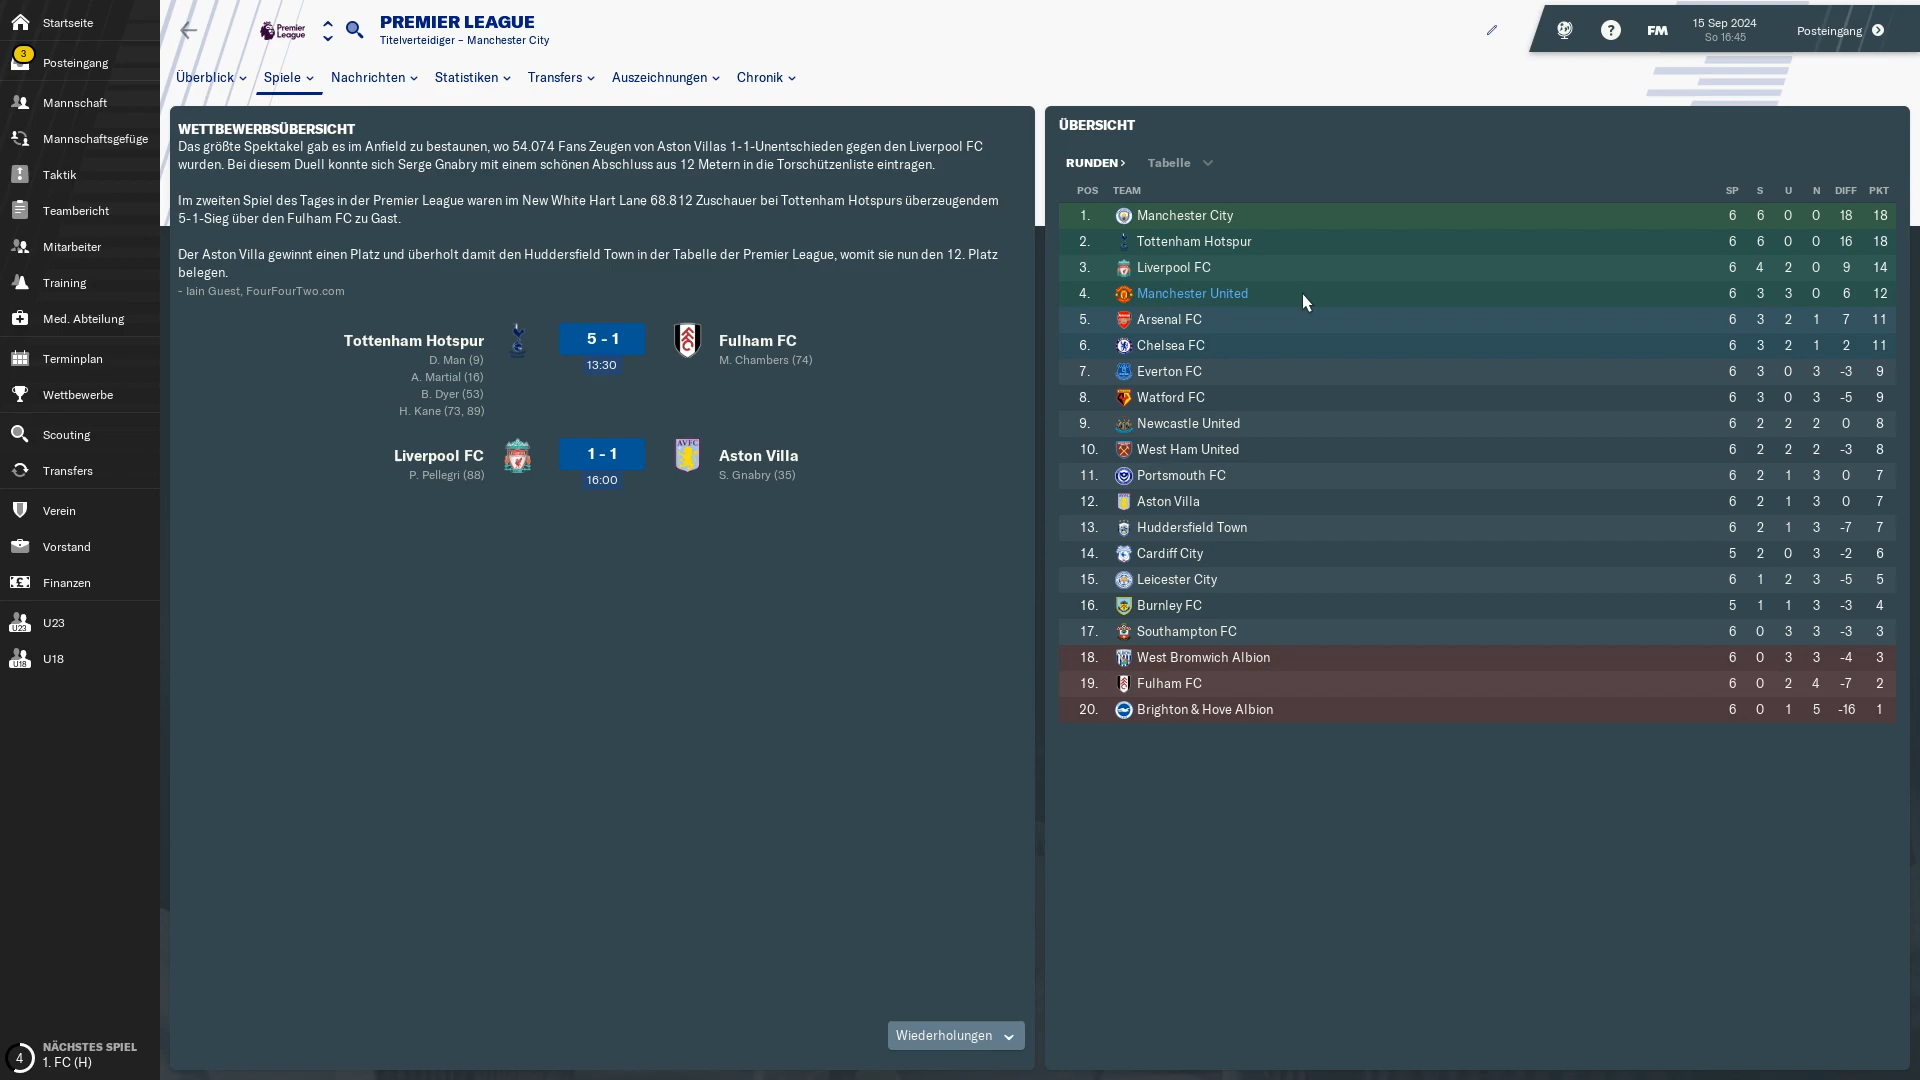 Startseite
3
Posteingang
Mannschaft
Mannschaftsgefüge
Taktik
Teambericht
Mitarbeiter
Training
Med. Abteilung
Terminplan
Wettbewerbe
Scouting
Transfers
Verein
Vorstand
Finanzen
U23
U23
U18
U18
4
NÄCHSTES SPIEL
1. FC (H)
Premier League
PREMIER LEAGUE
Titelverteidiger – Manchester City
? FM
15 Sep 2024
So 16:45
Posteingang
Überblick Spiele Nachrichten Statistiken Transfers Auszeichnungen Chronik
WETTBEWERBSÜBERSICHT
Das größte Spektakel gab es im Anfield zu bestaunen, wo 54.074 Fans Zeugen von Aston Villas 1-1-Unentschieden gegen den Liverpool FC
wurden. Bei diesem Duell konnte sich Serge Gnabry mit einem schönen Abschluss aus 12 Metern in die Torschützenliste eintragen.
Im zweiten Spiel des Tages in der Premier League waren im New White Hart Lane 68.812 Zuschauer bei Tottenham Hotspurs überzeugendem
5-1-Sieg über den Fulham FC zu Gast.
Der Aston Villa gewinnt einen Platz und überholt damit den Huddersfield Town in der Tabelle der Premier League, womit sie nun den 12. Platz
belegen.
- Iain Guest, FourFourTwo.com
Tottenham Hotspur 5 - 1 Fulham FC
D. Man (9) 13:30 M. Chambers (74)
A. Martial (16)
B. Dyer (53)
H. Kane (73, 89)
Liverpool FC 1 - 1 AVFC Aston Villa
P. Pellegri (88) 16:00 S. Gnabry (35)
Wiederholungen
ÜBERSICHT
RUNDEN> Tabelle
POS TEAM SP S U N DIFF PKT
1. Manchester City 6 6 0 0 18 18
2. Tottenham Hotspur 6 6 0 0 16 18
3. Liverpool FC 6 4 2 0 9 14
4. Manchester United 6 3 3 0 6 12
5. Arsenal FC 6 3 2 1 7 11
6. Chelsea FC 6 3 2 1 2 11
7. Everton FC 6 3 0 3 -3 9
8. Watford FC 6 3 0 3 -5 9
9. Newcastle United 6 2 2 2 0 8
10. West Ham United 6 2 2 2 -3 8
11. Portsmouth FC 6 2 1 3 0 7
12. Aston Villa 6 2 1 3 0 7
13. Huddersfield Town 6 2 1 3 -7 7
14. Cardiff City 5 2 0 3 -2 6
15. Leicester City 6 1 2 3 -5 5
16. Burnley FC 5 1 1 3 -3 4
17. Southampton FC 6 0 3 3 -3 3
18. West Bromwich Albion 6 0 3 3 -4 3
19. Fulham FC 6 0 2 4 -7 2
20. Brighton & Hove Albion 6 0 1 5 -16 1